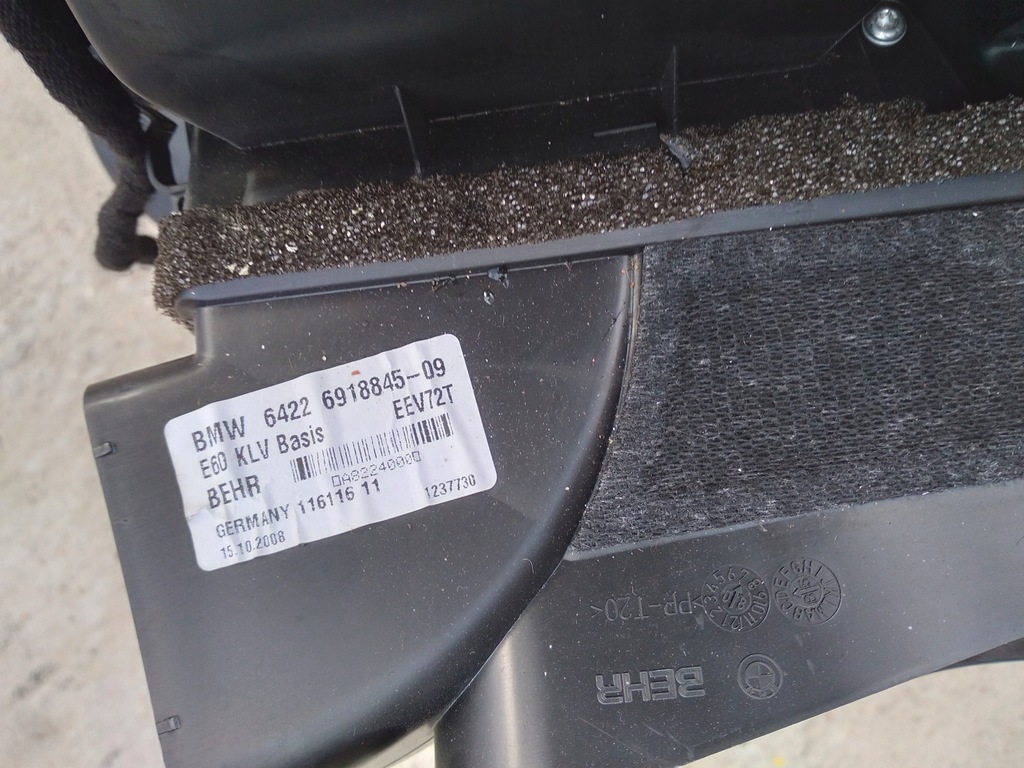 BMW 6422 6918845-09
E60 KLV Basis EEV72T
BEHR A8324000
GERMANY 116116 11 1237730
15.10.2008
>PP-T20<
BEHR